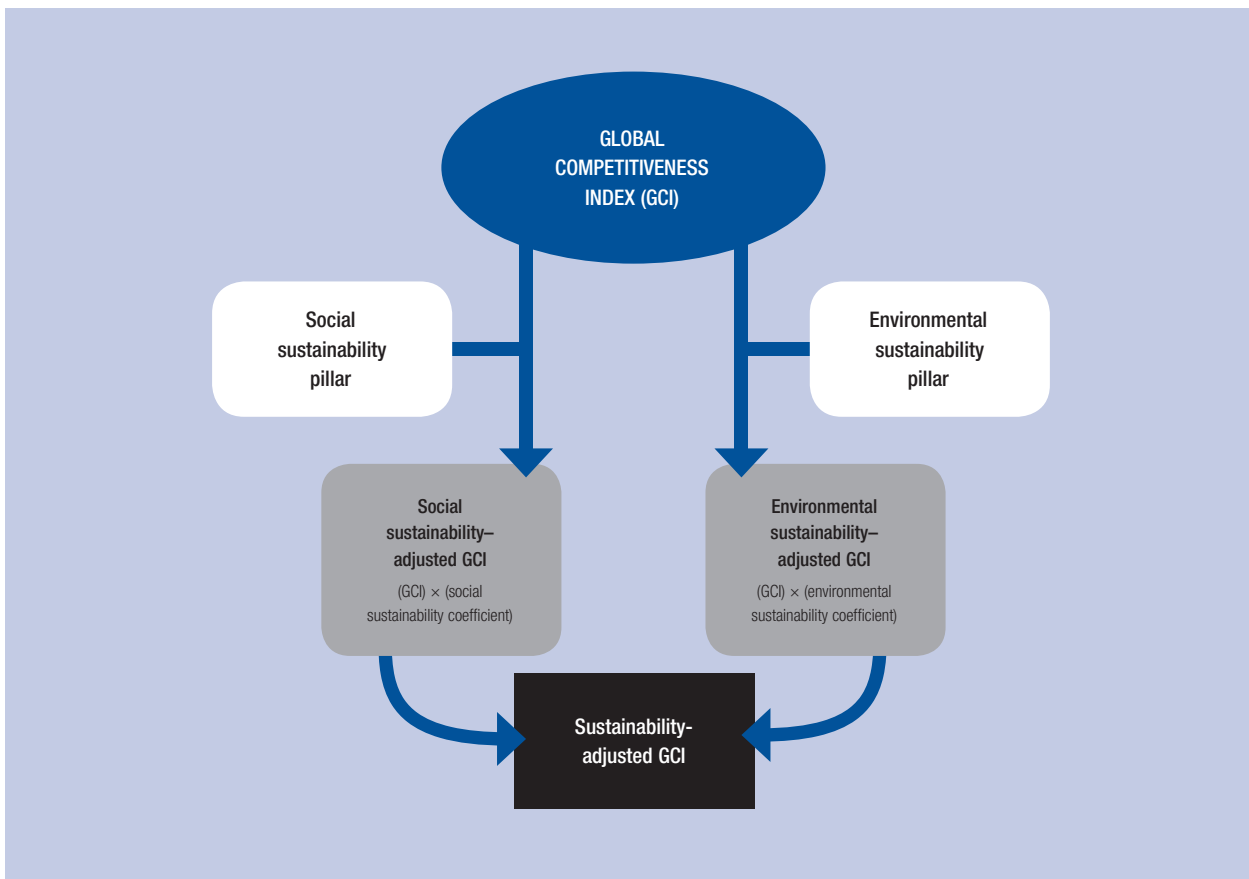 GLOBAL
COMPETITIVENESS
INDEX (GCI)
Social
sustainability
pillar
Environmental
sustainability
pillar
Social
sustainability–
adjusted GCI
(GCI) × (social
sustainability coefficient)
Environmental
sustainability–
adjusted GCI
(GCI) × (environmental
sustainability coefficient)
Sustainability-
adjusted GCI